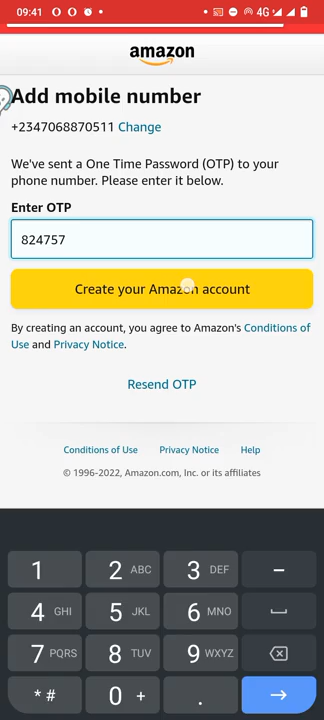 09:41 4G
amazon
Add mobile number
+2347068870511 Change
We've sent a One Time Password (OTP) to your
phone number. Please enter it below.
Enter OTP
824757
Create your Amazon account
By creating an account, you agree to Amazon's Conditions of
Use and Privacy Notice.
Resend OTP
Conditions of Use Privacy Notice Help
© 1996-2022, Amazon.com, Inc. or its affiliates
1 2 ABC 3 DEF –
4 GHI 5 JKL 6 MNO
7 PQRS 8 TUV 9 WXYZ
* # 0 + .